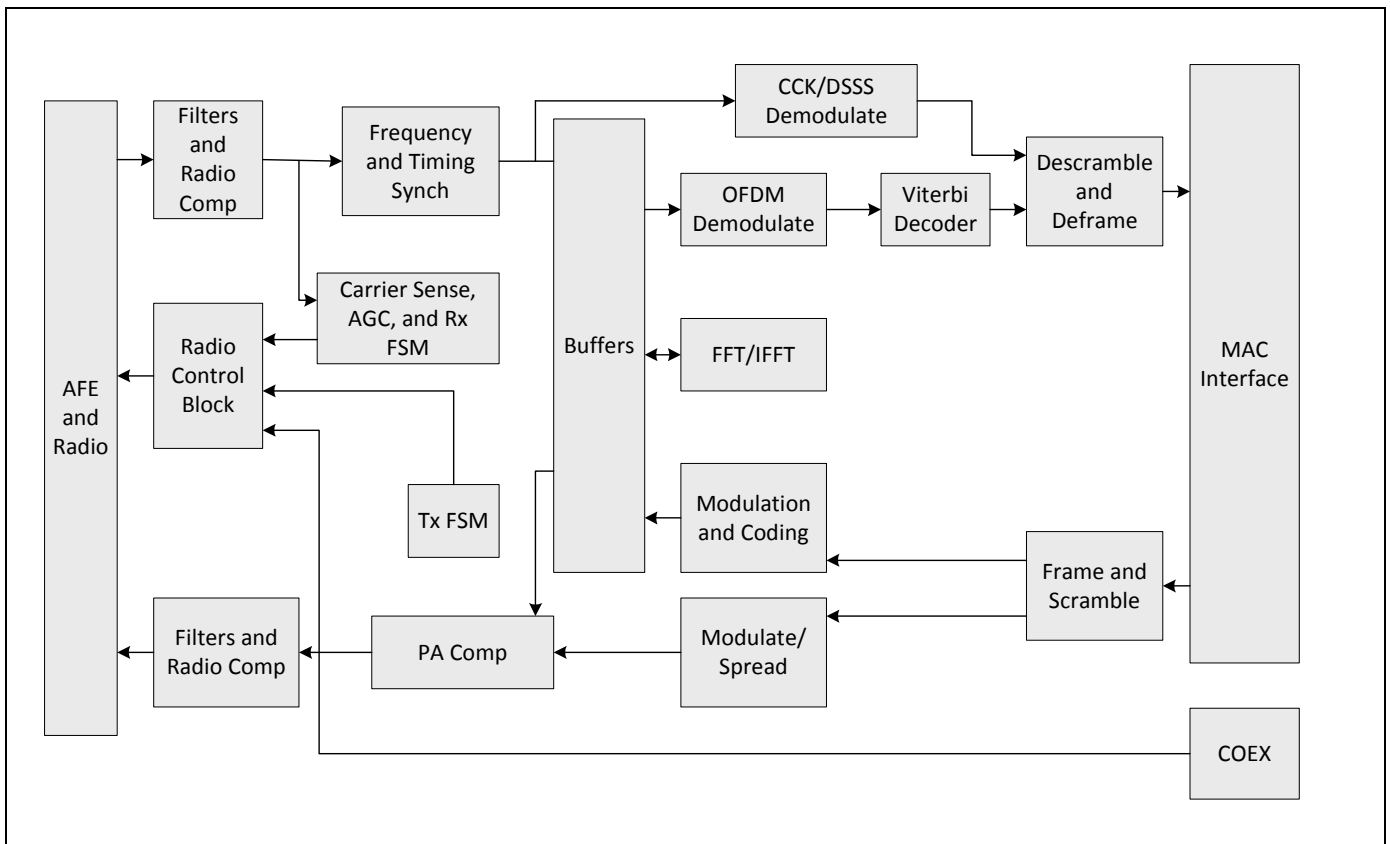 CCK/DSSS
Demodulate
Filters
and
Radio
Comp
Frequency
and Timing
Synch
Descramble
and
Deframe
OFDM
Demodulate
Viterbi
Decoder
Carrier Sense,
AGC, and Rx
FSM
Radio
Control
Block
Buffers
FFT/IFFT
MAC
Interface
AFE
and
Radio
Tx FSM
Modulation
and Coding
Frame and
Scramble
Filters and
Radio Comp
PA Comp
Modulate/
Spread
COEX